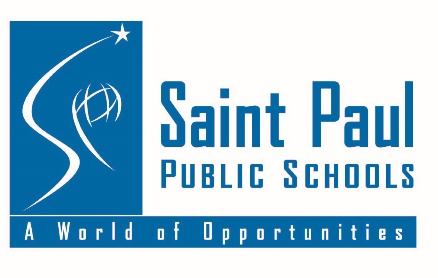 Saint Paul
PUBLIC SCHOOLS
A World of Opportunities